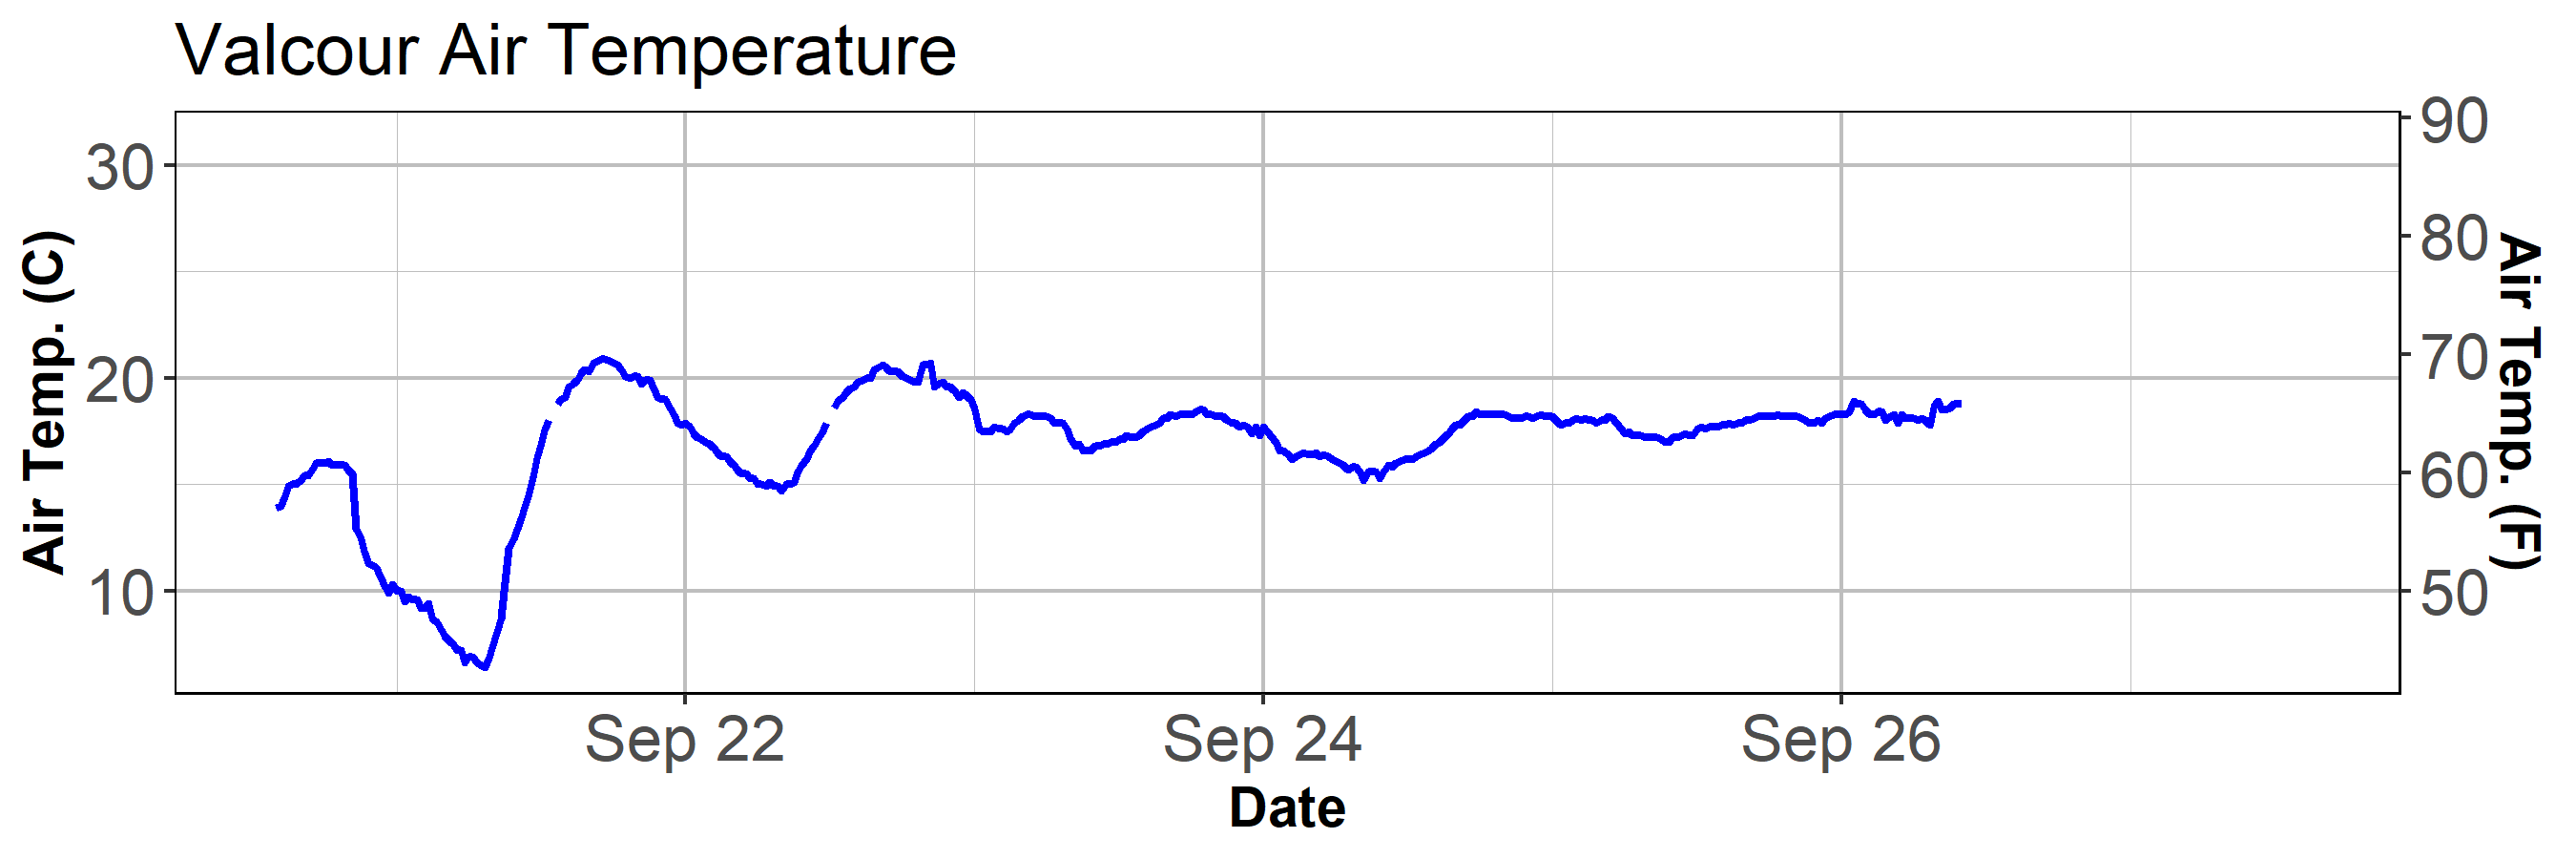 Valcour Air Temperature
Air Temp. (C)
30
20
10
90
80
70
60
50
Air Temp. (F)
Sep 22
Sep 24
Sep 26
Date